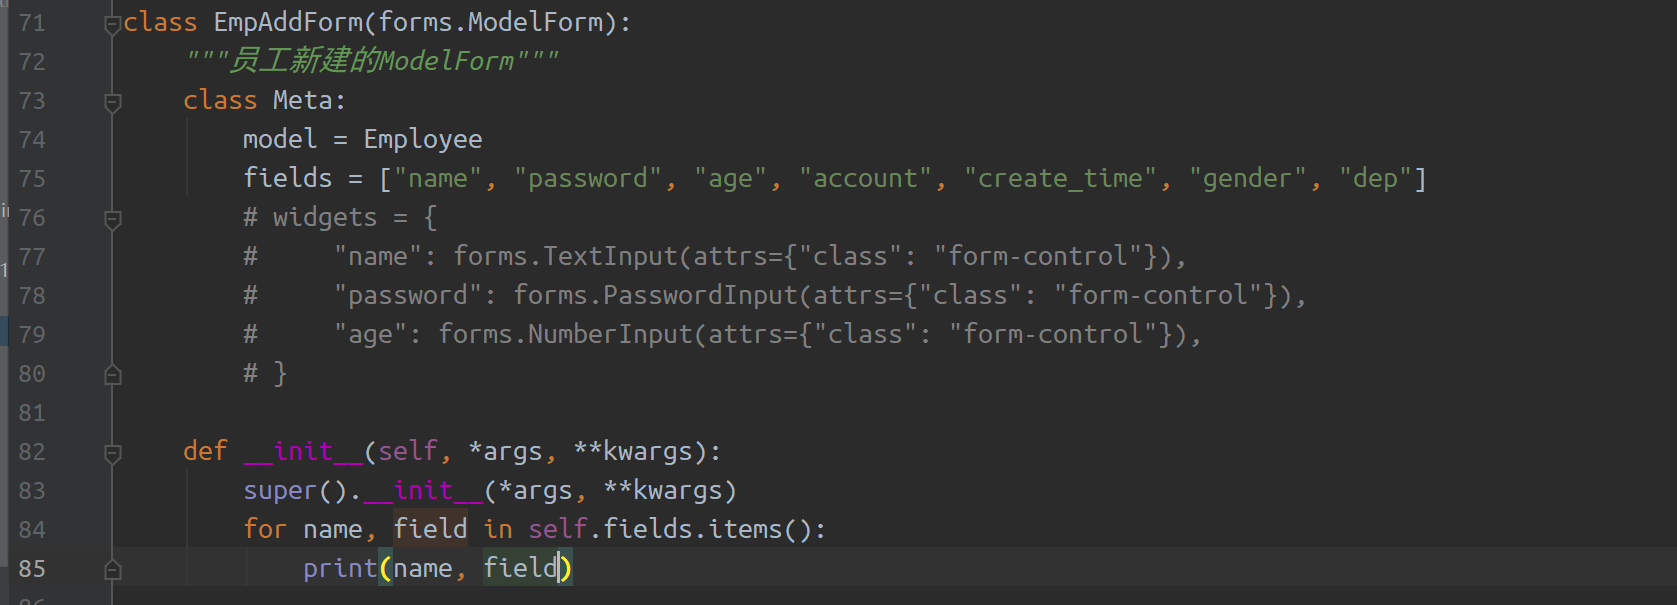 71 class EmpAddForm(forms.ModelForm):
72     """员工新建的ModelForm"""
73     class Meta:
74         model = Employee
75         fields = ["name", "password", "age", "account", "create_time", "gender", "dep"]
76         # widgets = {
77         #     "name": forms.TextInput(attrs={"class": "form-control"}),
78         #     "password": forms.PasswordInput(attrs={"class": "form-control"}),
79         #     "age": forms.NumberInput(attrs={"class": "form-control"}),
80         # }
81
82     def __init__(self, *args, **kwargs):
83         super().__init__(*args, **kwargs)
84         for name, field in self.fields.items():
85             print(name, field)